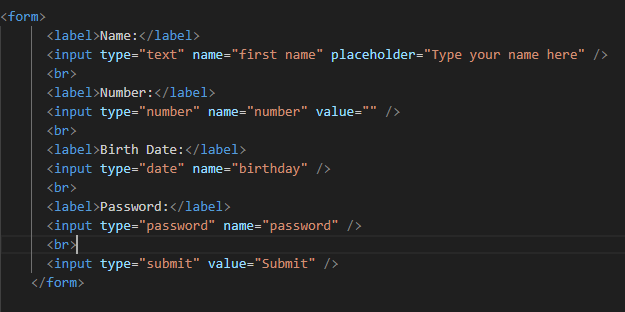 <form>
<label>Name:</label>
<input type="text" name="first name" placeholder="Type your name here" />
<br>
<label>Number:</label>
<input type="number" name="number" value="" />
<br>
<label>Birth Date:</label>
<input type="date" name="birthday" />
<br>
<label>Password:</label>
<input type="password" name="password" />
<br>
<input type="submit" value="Submit" />
</form>